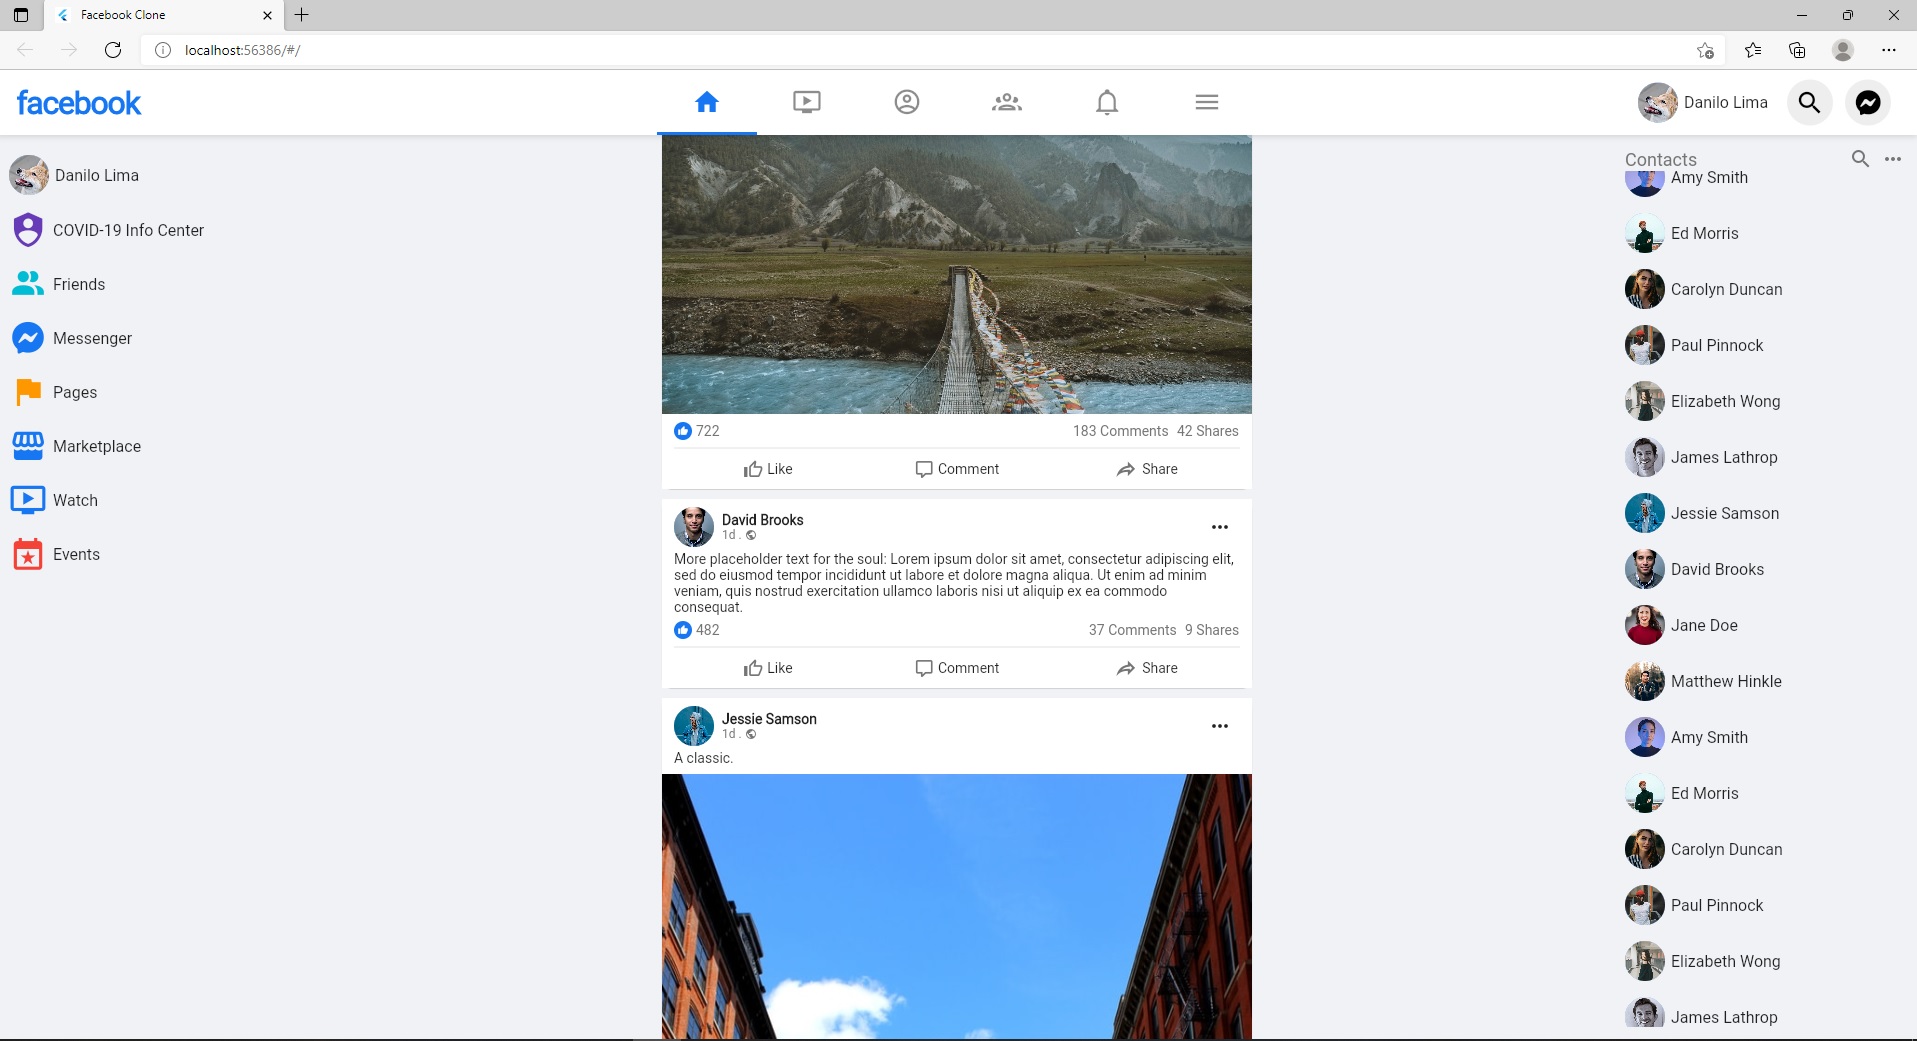 Facebook Clone
localhost:56386/#/
facebook
Danilo Lima
Danilo Lima
COVID-19 Info Center
Friends
Messenger
Pages
Marketplace
Watch
Events
722
183 Comments 42 Shares
Like
Comment
Share
David Brooks
1d .
More placeholder text for the soul: Lorem ipsum dolor sit amet, consectetur adipiscing elit,
sed do eiusmod tempor incididunt ut labore et dolore magna aliqua. Ut enim ad minim
veniam, quis nostrud exercitation ullamco laboris nisi ut aliquip ex ea commodo
consequat.
482
37 Comments 9 Shares
Like
Comment
Share
Jessie Samson
1d .
A classic.
Contacts
Amy Smith
Ed Morris
Carolyn Duncan
Paul Pinnock
Elizabeth Wong
James Lathrop
Jessie Samson
David Brooks
Jane Doe
Matthew Hinkle
Amy Smith
Ed Morris
Carolyn Duncan
Paul Pinnock
Elizabeth Wong
James Lathrop